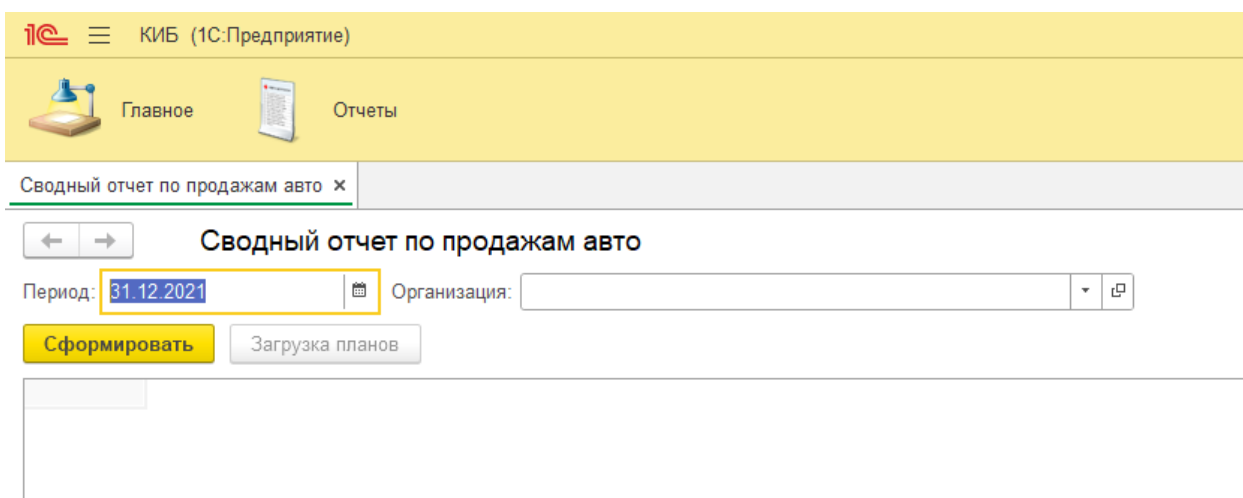 1С КИБ (1С:Предприятие)
Главное Отчеты
Сводный отчет по продажам авто ×
Сводный отчет по продажам авто
Период: 31.12.2021 Организация:
Сформировать Загрузка планов